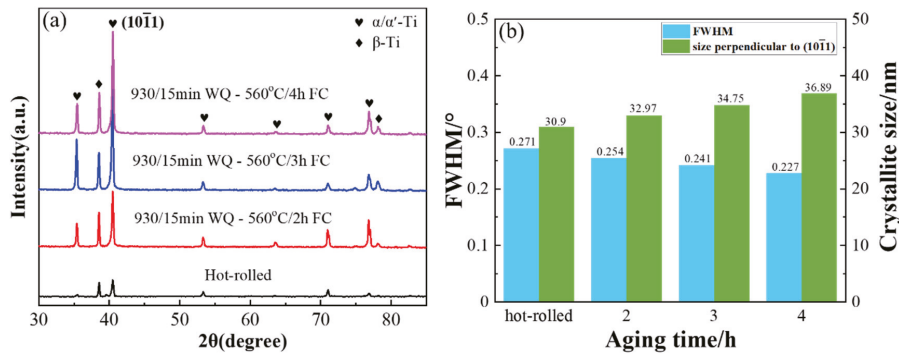 (a)
(101̄1)
♥ α/α′-Ti
♦ β-Ti
930/15min WQ - 560°C/4h FC
930/15min WQ - 560°C/3h FC
930/15min WQ - 560°C/2h FC
Hot-rolled
Intensity(a.u.)
30 40 50 60 70 80
2θ(degree)
(b)
FWHM
size perpendicular to (101̄1)
0.5
0.4
0.3
0.2
0.1
0
FWHM/°
50
40
30
20
10
0
Crystallite size/nm
0.271 30.9
0.254 32.97
0.241 34.75
0.227 36.89
hot-rolled 2 3 4
Aging time/h